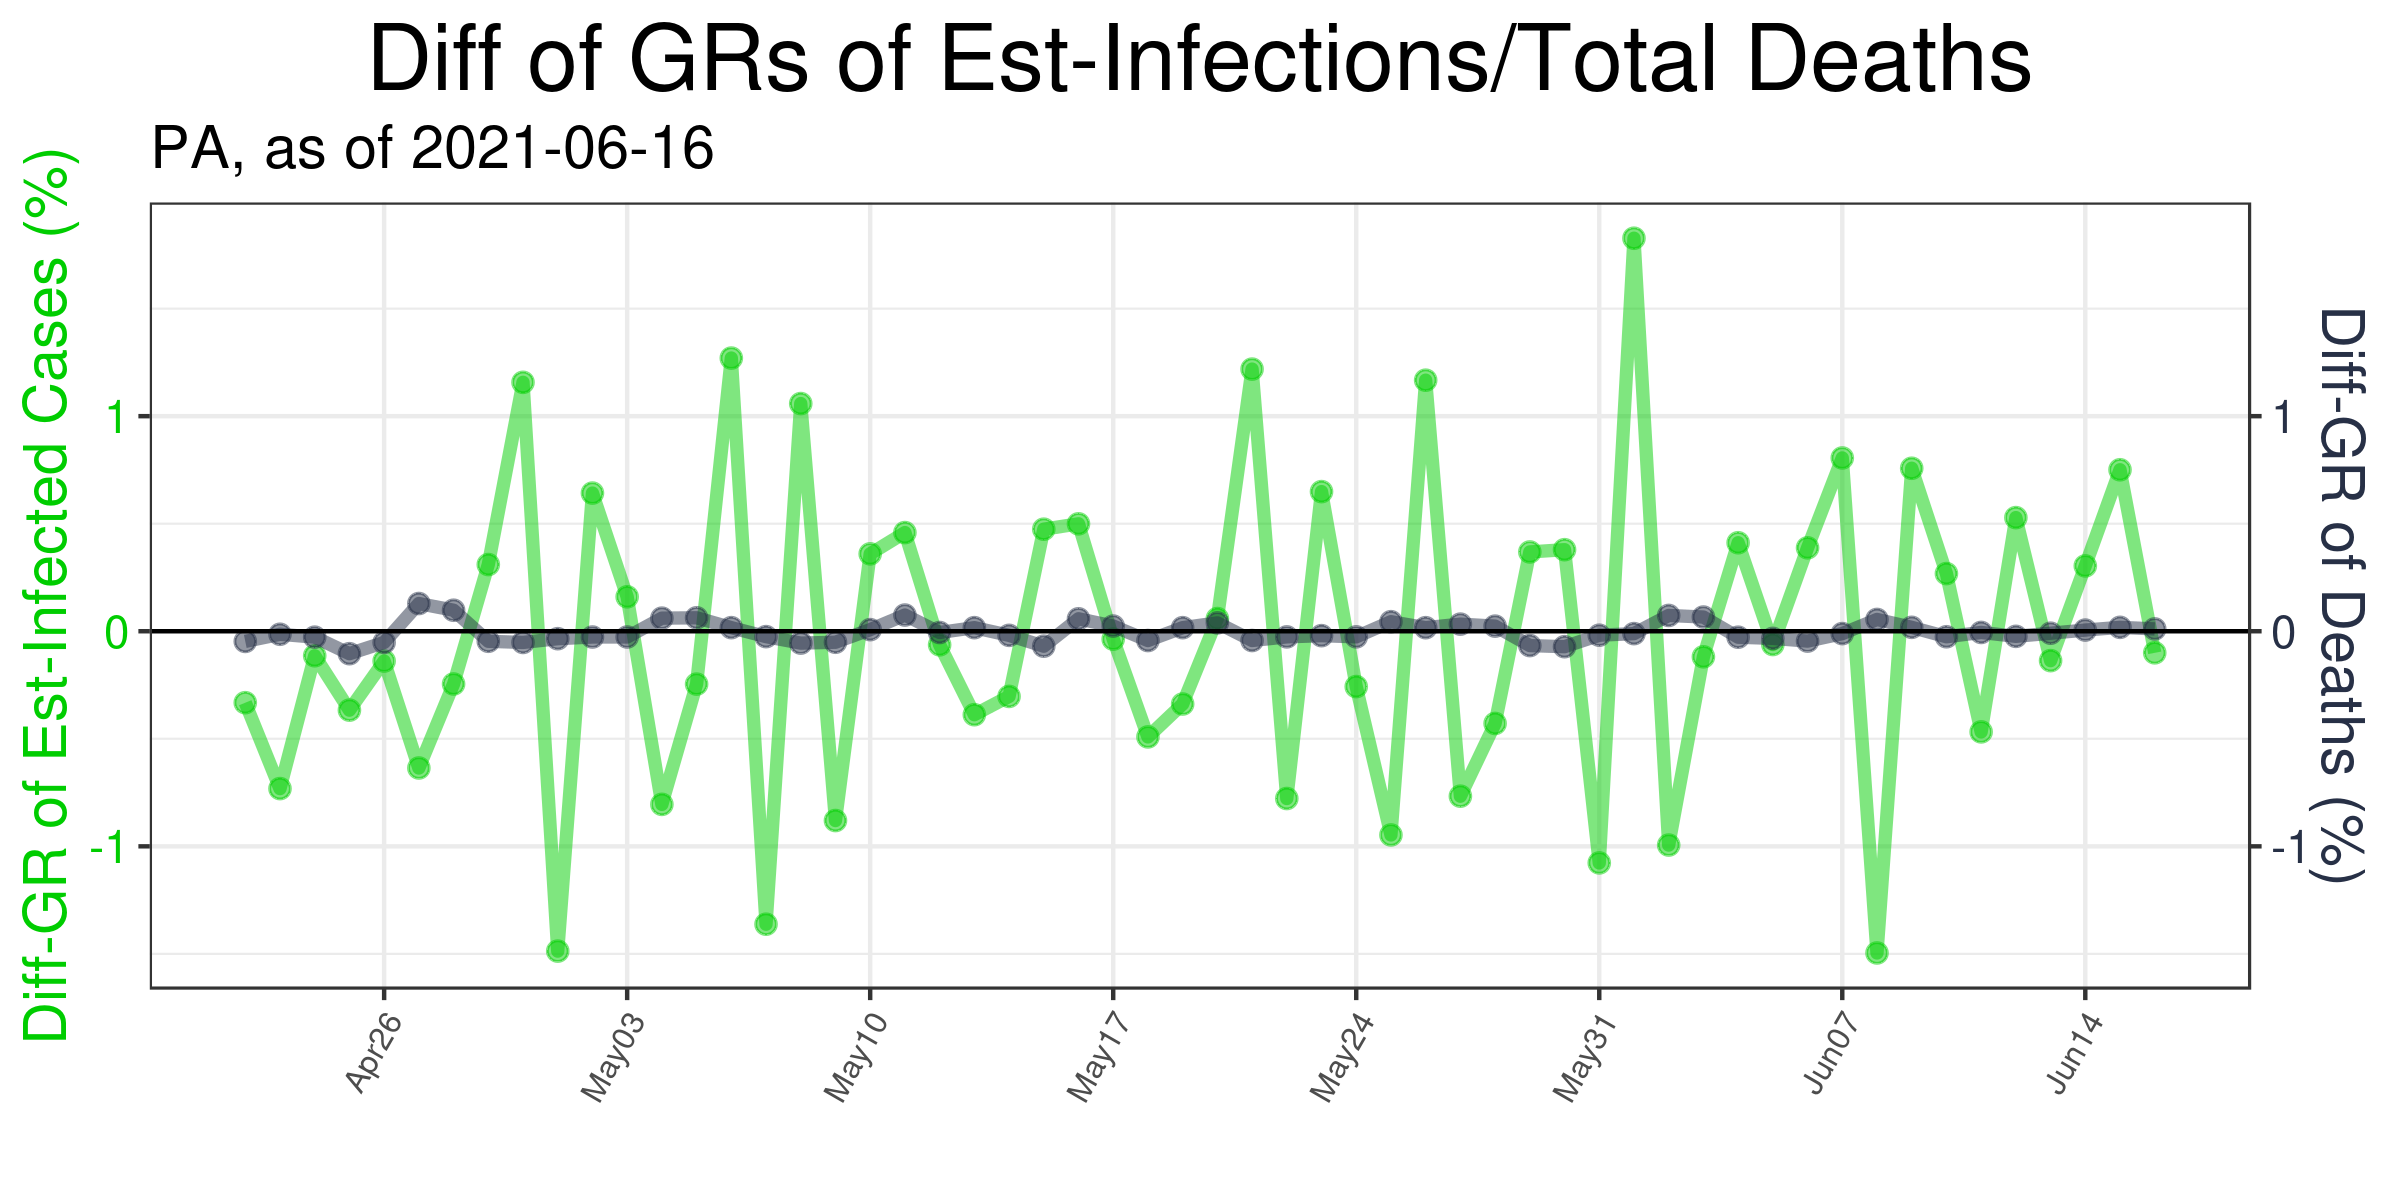 Diff of GRs of Est-Infections/Total Deaths
PA, as of 2021-06-16
Diff-GR of Est-Infected Cases (%)
1
0
-1
1
0
-1
Diff-GR of Deaths (%)
Apr26
May03
May10
May17
May24
May31
Jun07
Jun14